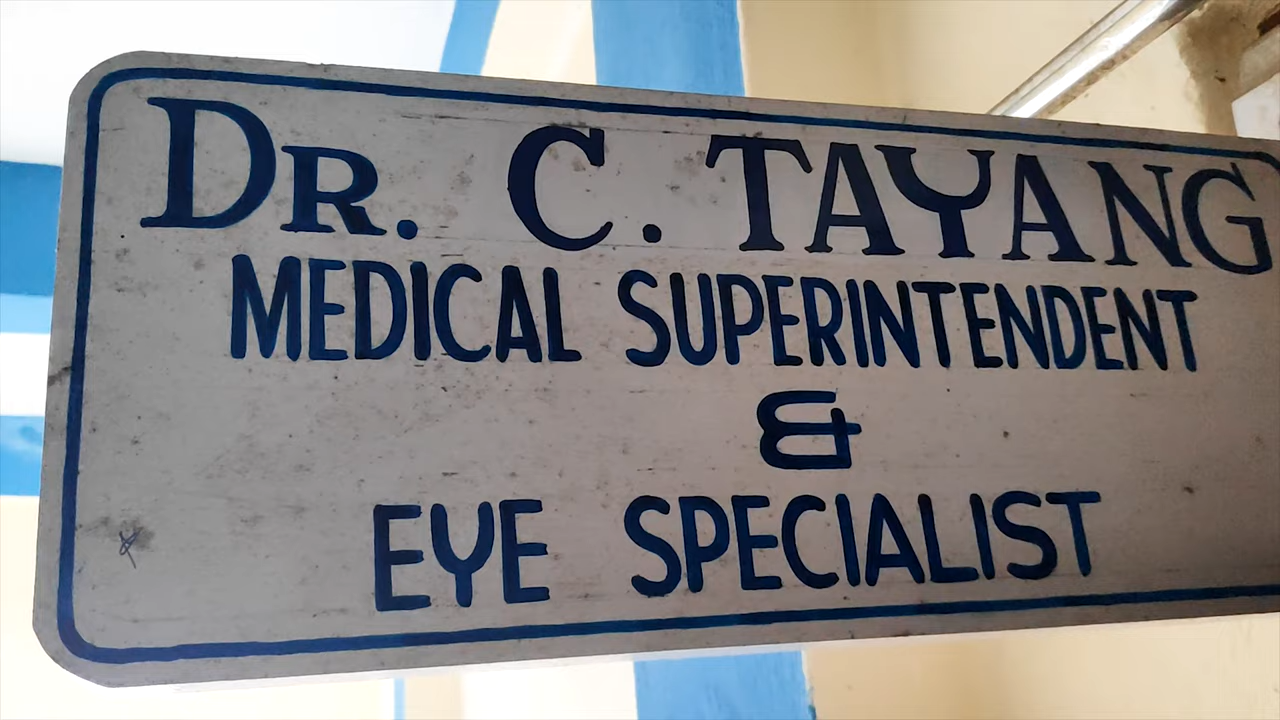 DR. C. TAYANG
MEDICAL SUPERINTENDENT
&
EYE SPECIALIST